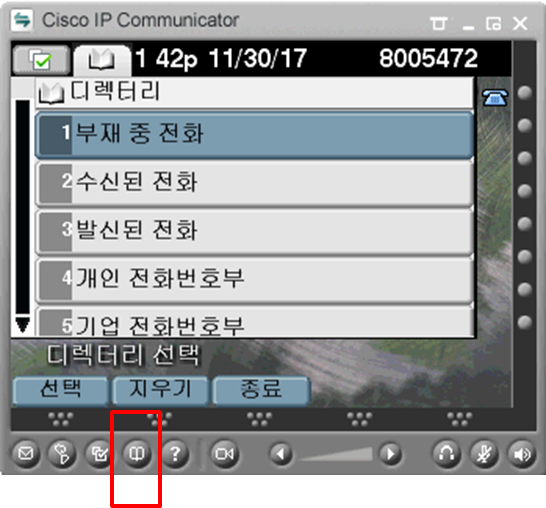 Cisco IP Communicator
1 42p 11/30/17 8005472
디렉터리
1 부재 중 전화
2 수신된 전화
3 발신된 전화
4 개인 전화번호부
5 기업 전화번호부
디렉터리 선택
선택 지우기 종료
?